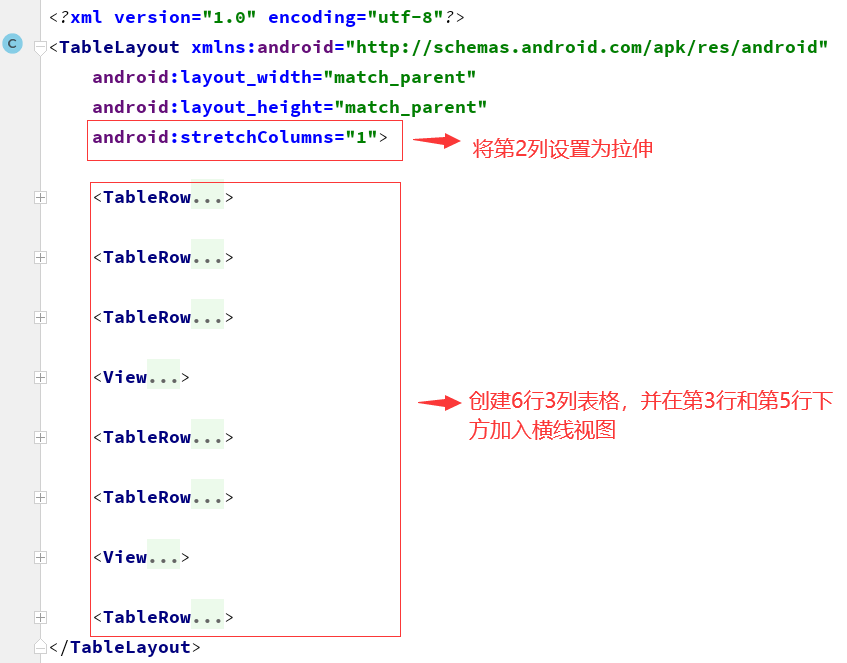 <?xml version="1.0" encoding="utf-8"?>
C
<TableLayout xmlns:android="http://schemas.android.com/apk/res/android"
android:layout_width="match_parent"
android:layout_height="match_parent"
android:stretchColumns="1">
将第2列设置为拉伸
<TableRow...>
<TableRow...>
<TableRow...>
<View...>
创建6行3列表格，并在第3行和第5行下
方加入横线视图
<TableRow...>
<TableRow...>
<View...>
<TableRow...>
</TableLayout>